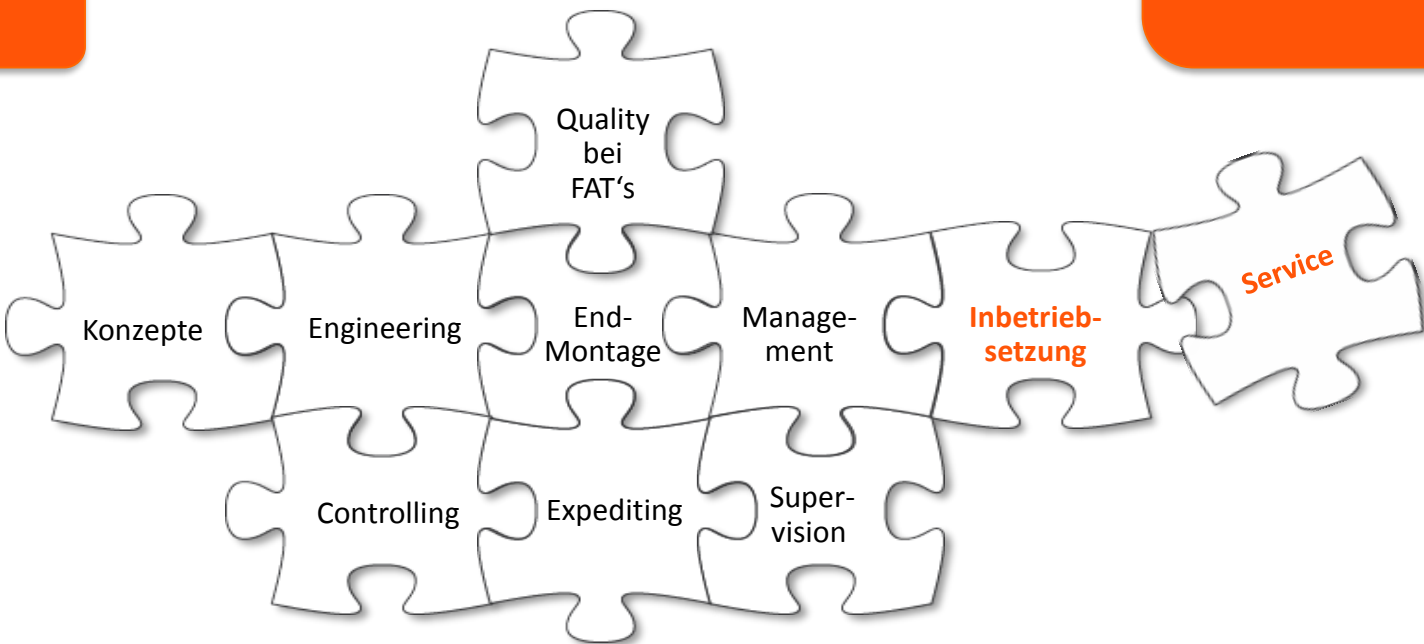 Quality
bei
FAT‘s
Konzepte
Engineering
End-
Montage
Manage-
ment
Inbetrieb-
setzung
Service
Controlling
Expediting
Super-
vision